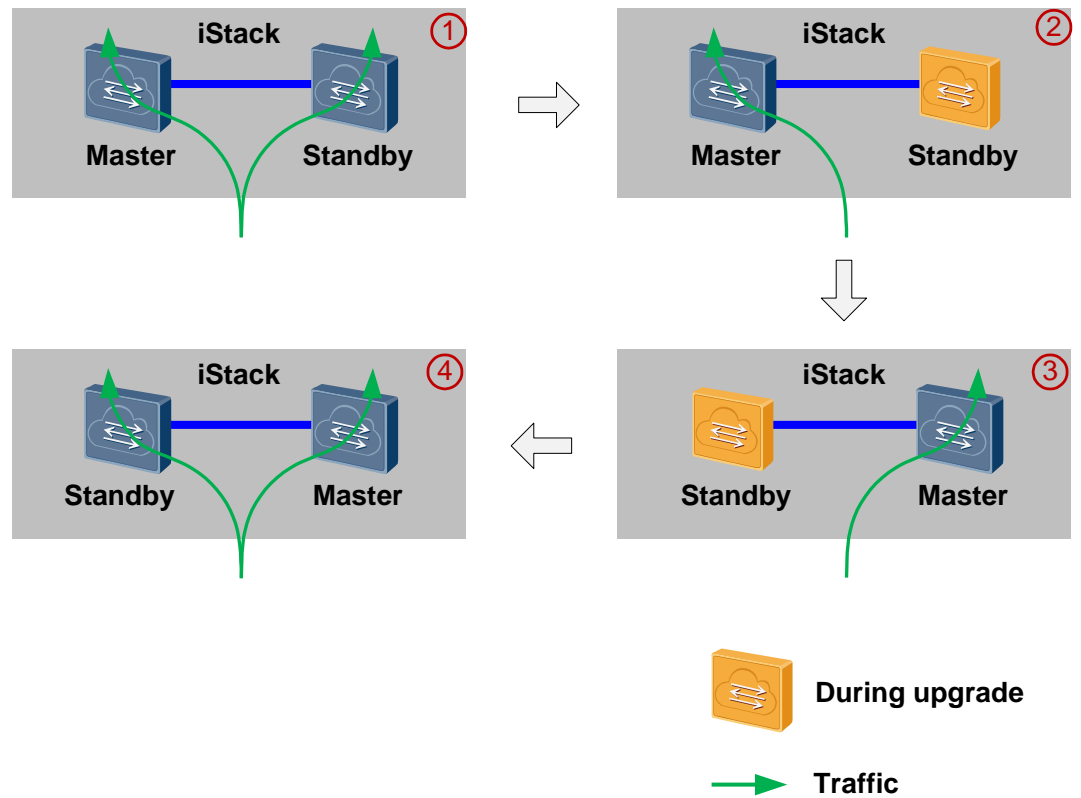 iStack
1
Master
Standby
iStack
2
Master
Standby
iStack
4
Standby
Master
iStack
3
Standby
Master
During upgrade
Traffic